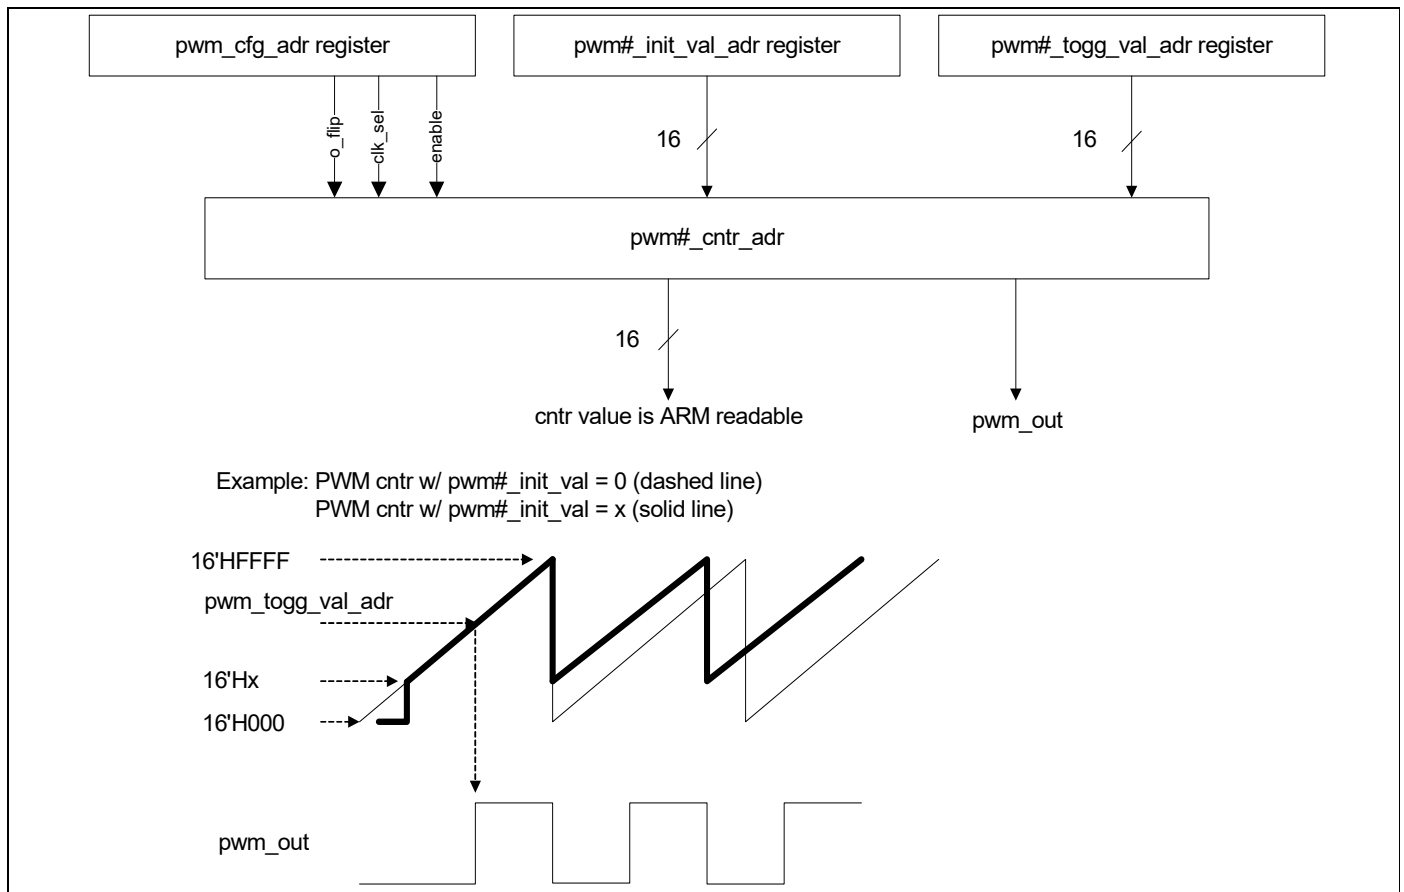 pwm_cfg_adr register
pwm#_init_val_adr register
pwm#_togg_val_adr register
o_flip
clk_sel
enable
16
16
pwm#_cntr_adr
16
cntr value is ARM readable
pwm_out
Example: PWM cntr w/ pwm#_init_val = 0 (dashed line)
PWM cntr w/ pwm#_init_val = x (solid line)
16'HFFFF
pwm_togg_val_adr
16'Hx
16'H000
pwm_out